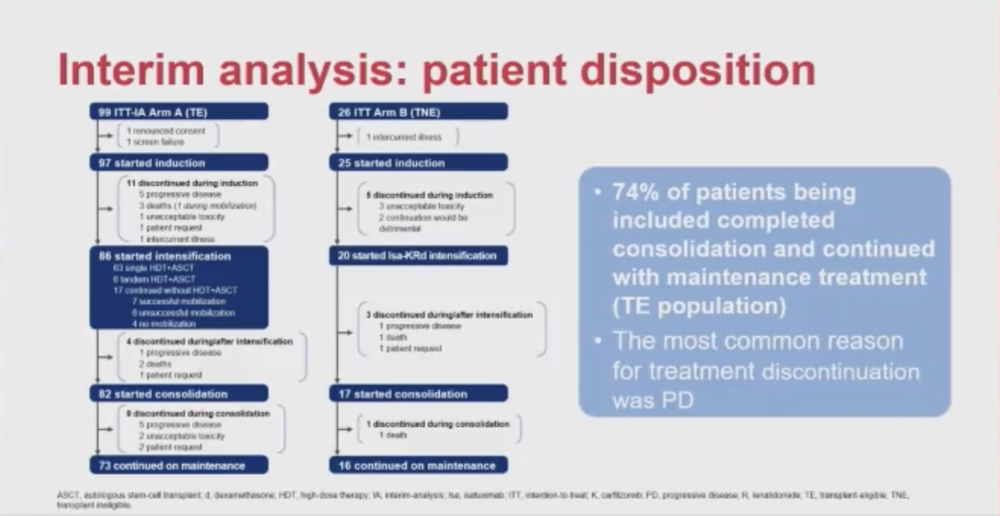 Interim analysis: patient disposition
99 ITT-IA Arm A (TE)
1 renounced consent
1 screen failure
97 started induction
11 discontinued during induction
5 progressive disease
3 deaths (1 during mobilization)
1 unacceptable toxicity
1 patient request
1 intercurrent illness
86 started intensification
63 single HDT+ASCT
6 tandem HDT+ASCT
17 continued without HDT+ASCT
7 successful mobilization
6 unsuccessful mobilization
4 no mobilization
4 discontinued during/after intensification
1 progressive disease
2 deaths
1 patient request
82 started consolidation
9 discontinued during consolidation
5 progressive disease
2 unacceptable toxicity
2 patient request
73 continued on maintenance
26 ITT Arm B (TNE)
1 intercurrent illness
25 started induction
5 discontinued during induction
3 unacceptable toxicity
2 continuation would be
detrimental
20 started Isa-KRd intensification
3 discontinued during/after intensification
1 progressive disease
1 death
1 patient request
17 started consolidation
1 discontinued during consolidation
1 death
16 continued on maintenance
• 74% of patients being
included completed
consolidation and continued
with maintenance treatment
(TE population)
• The most common reason
for treatment discontinuation
was PD
ASCT, autologous stem-cell transplant; d, dexamethasone; HDT, high-dose therapy; IA, interim-analysis; Isa, isatuximab; ITT, intention-to-treat; K, carfilzomib; PD, progressive disease; R, lenalidomide; TE, transplant-eligible; TNE,
transplant ineligible.